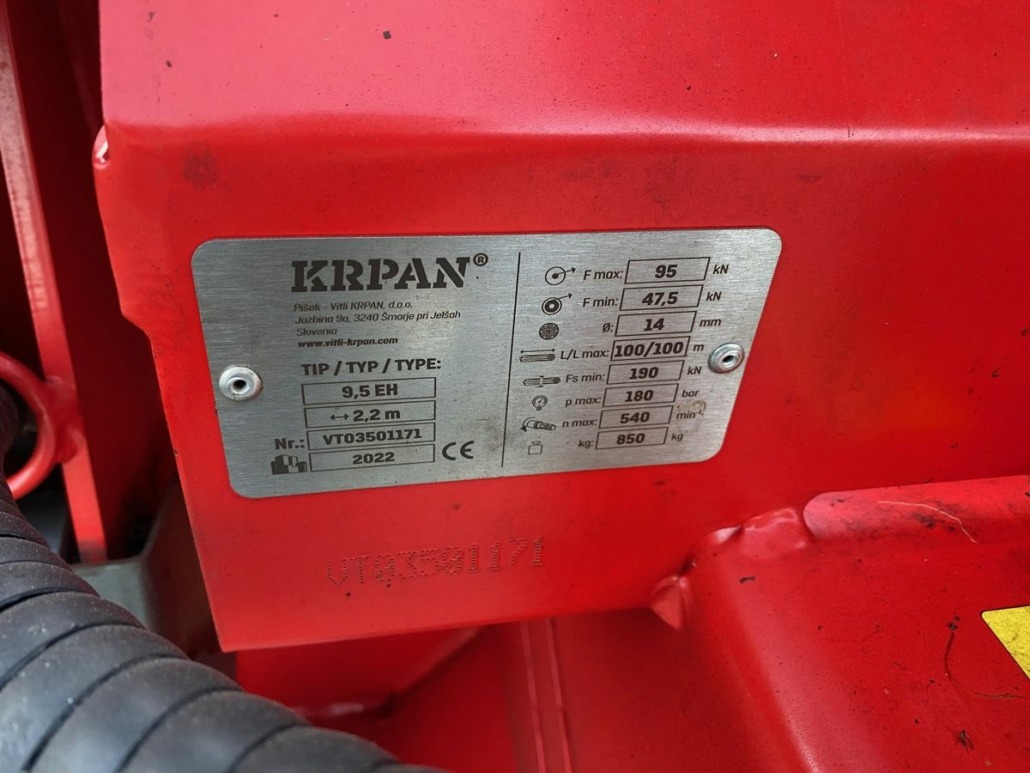 KRPAN®
Pišek - Vitli KRPAN, d.o.o.
Jazbina 9a, 3240 Šmarje pri Jelšah
Slovenia
www.vitli-krpan.com
TIP / TYP / TYPE:
9,5 EH
↔ 2,2 m
Nr.: VT03501171
2022 CE
F max: 95 kN
F min: 47,5 kN
Ø: 14 mm
L/L max: 100/100 m
Fs min: 190 kN
p max: 180 bar
n max: 540 min⁻¹
kg: 850 kg
VT03501171